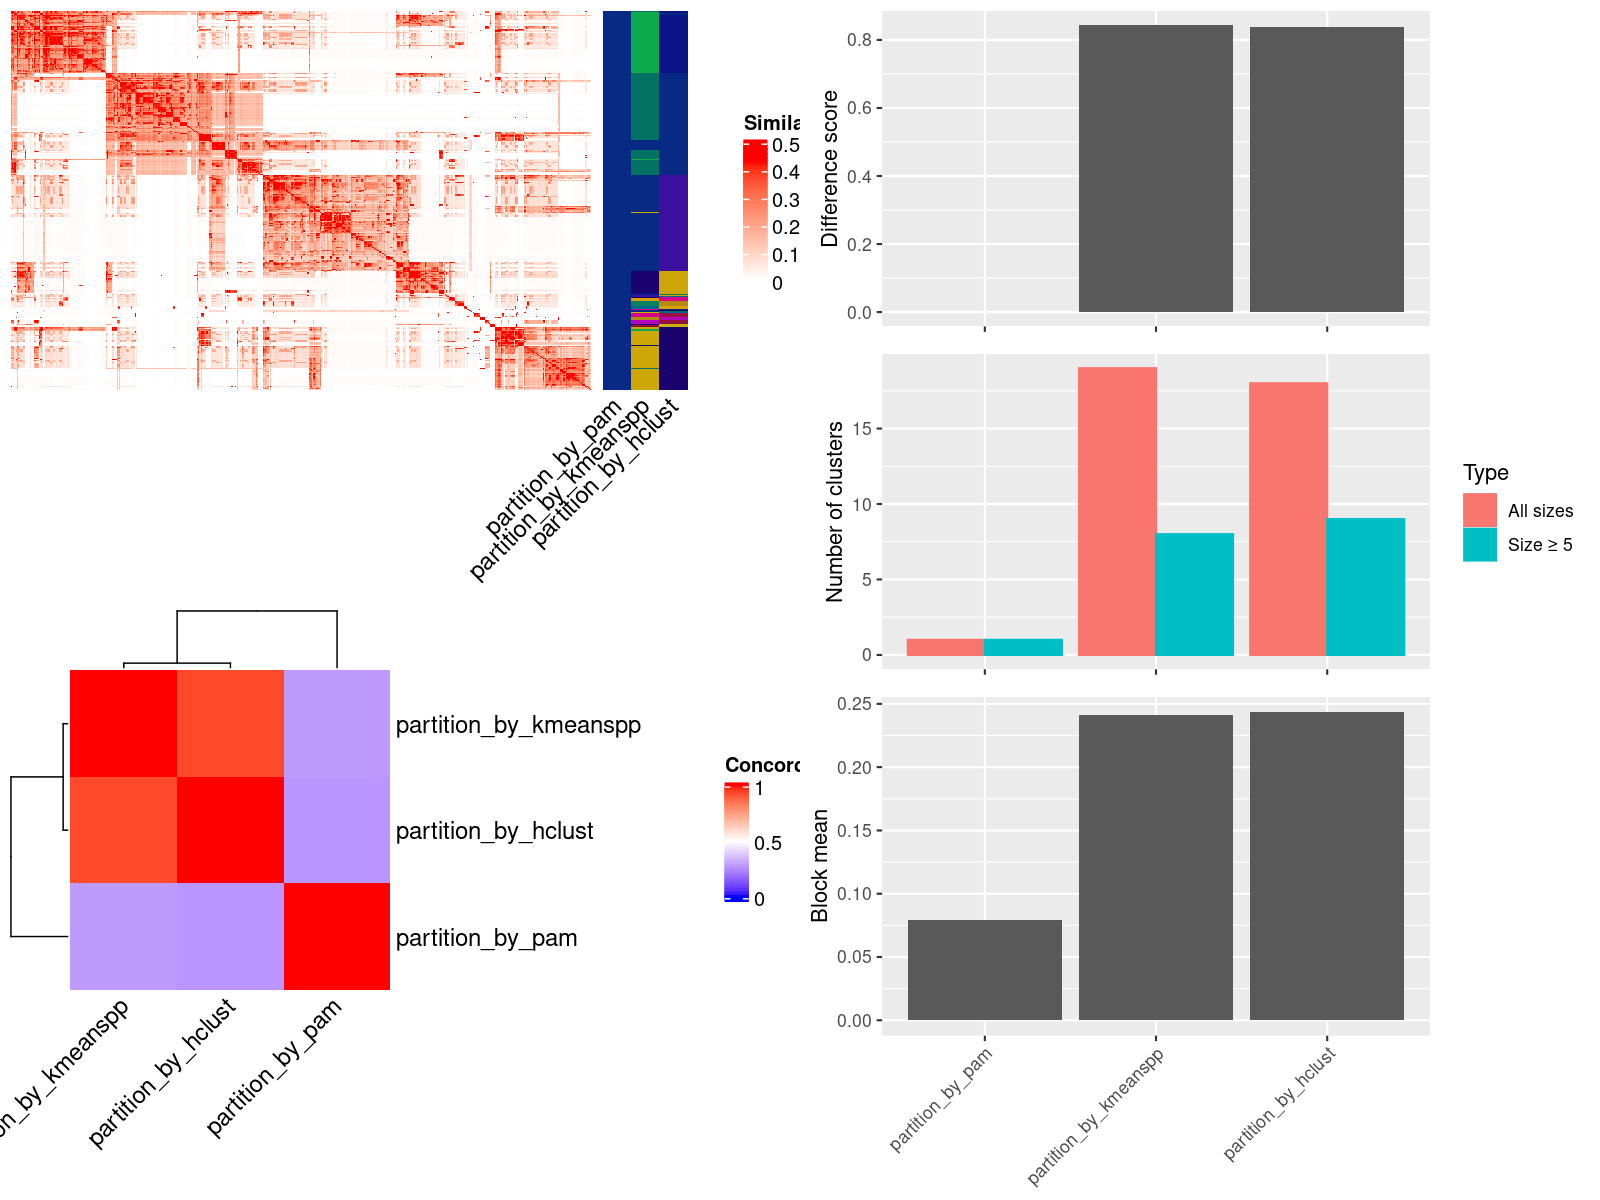 Simila
0.5
0.4
0.3
0.2
0.1
0
partition_by_pam
partition_by_kmeanspp
partition_by_hclust
partition_by_kmeanspp
partition_by_hclust
partition_by_pam
on_by_kmeanspp
partition_by_hclust
partition_by_pam
Concord
1
0.5
0
Difference score
0.8
0.6
0.4
0.2
0.0
Number of clusters
15
10
5
0
Type
All sizes
Size ≥ 5
Block mean
0.25
0.20
0.15
0.10
0.05
0.00
partition_by_pam
partition_by_kmeanspp
partition_by_hclust